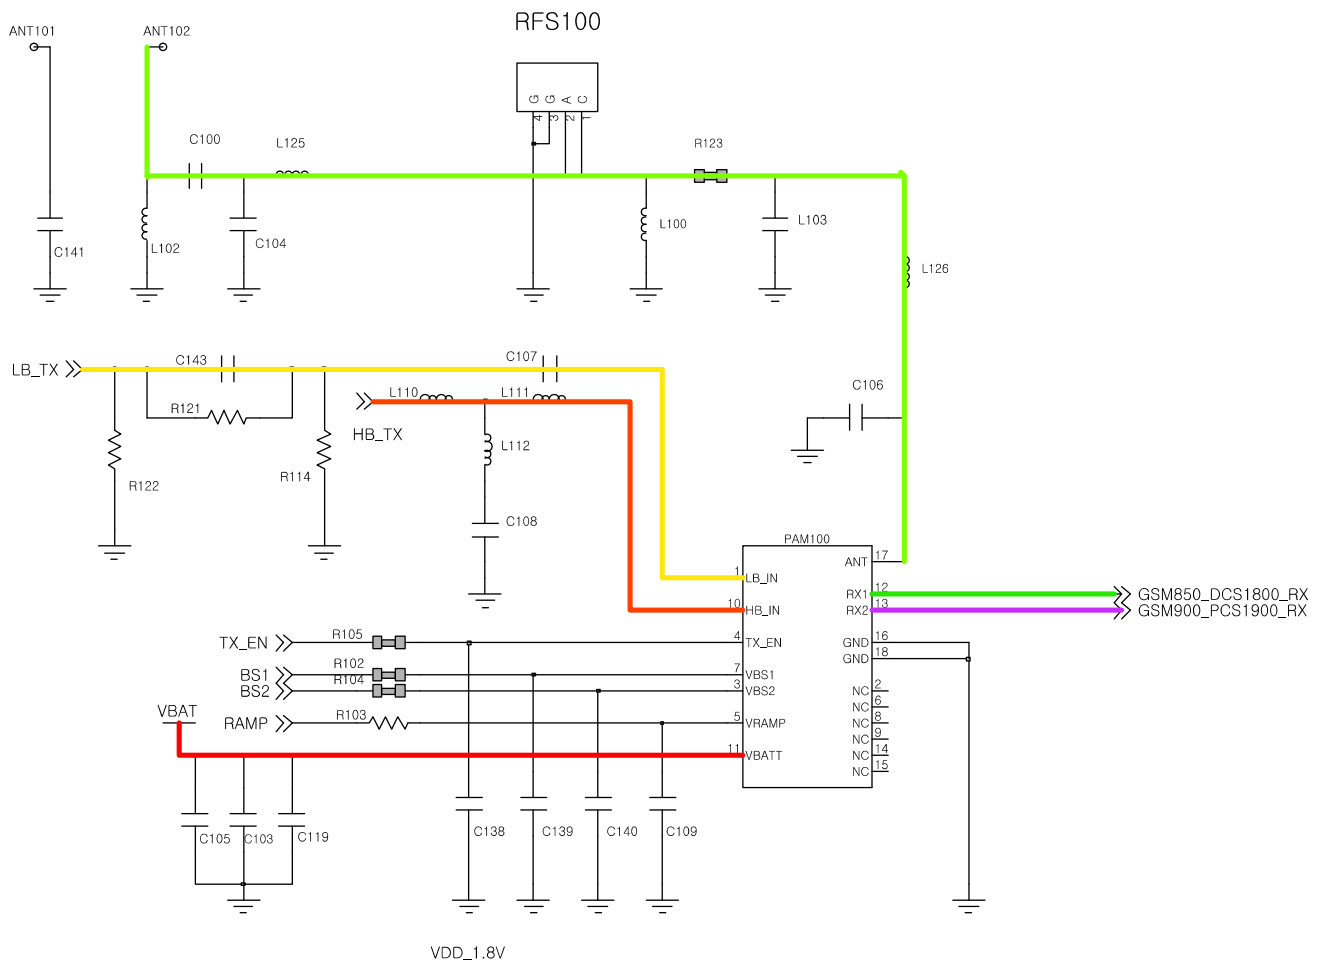 RFS100
ANT101
ANT102
G G A C
4 3 2 1
C100
L125
R123
C141
L102
C104
L100
L103
L126
LB_TX
C143
C107
R121
L110
L111
HB_TX
C106
R122
R114
L112
C108
PAM100
ANT 17
1 LB_IN
RX1 12
GSM850_DCS1800_RX
10 HB_IN
RX2 13
GSM900_PCS1900_RX
TX_EN
R105
4 TX_EN
GND 16
GND 18
BS1
R102
7 VBS1
BS2
R104
3 VBS2
NC 2
NC 6
VBAT
RAMP
R103
5 VRAMP
NC 8
NC 9
11 VBATT
NC 14
NC 15
C105
C103
C119
C138
C139
C140
C109
VDD_1.8V